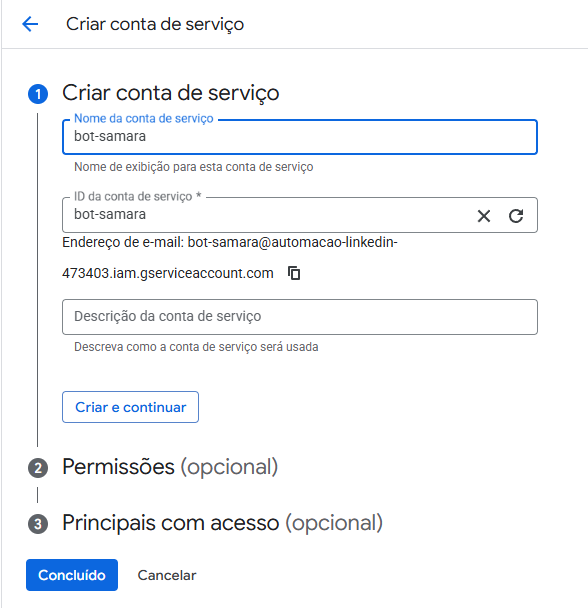 Criar conta de serviço
1
Criar conta de serviço
Nome da conta de serviço
bot-samara
Nome de exibição para esta conta de serviço
ID da conta de serviço *
bot-samara
Endereço de e-mail: bot-samara@automacao-linkedin-
473403.iam.gserviceaccount.com
Descrição da conta de serviço
Descreva como a conta de serviço será usada
Criar e continuar
2
Permissões (opcional)
3
Principais com acesso (opcional)
Concluído
Cancelar